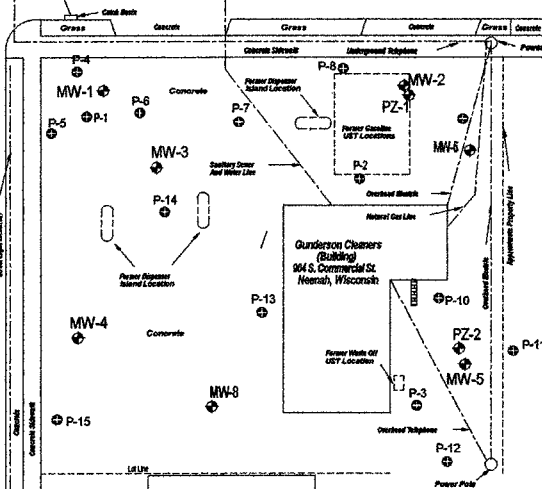 Catch Basin
Grass
Concrete
Grass
Concrete
Grass
Concrete
Concrete Sidewalk
Underground Telephone
Power
P-4
P-8
MW-1
Concrete
MW-2
PZ-1
P-1
P-6
P-7
Former Dispenser
Island Location
P-5
Former Gasoline
UST Locations
MW-6
MW-3
Sanitary Sewer
And Water Line
P-2
Overhead Electric
Natural Gas Line
P-14
Approximate Property Line
Overhead Electric
Gunderson Cleaners
(Building)
904 S. Commercial St.
Neenah, Wisconsin
Former Dispenser
Island Location
P-13
P-10
MW-4
Concrete
PZ-2
P-11
Former Waste Oil
UST Location
MW-5
MW-8
P-3
P-15
Overhead Telephone
Concrete
Concrete Sidewalk
P-12
Lot Line
Power Pole